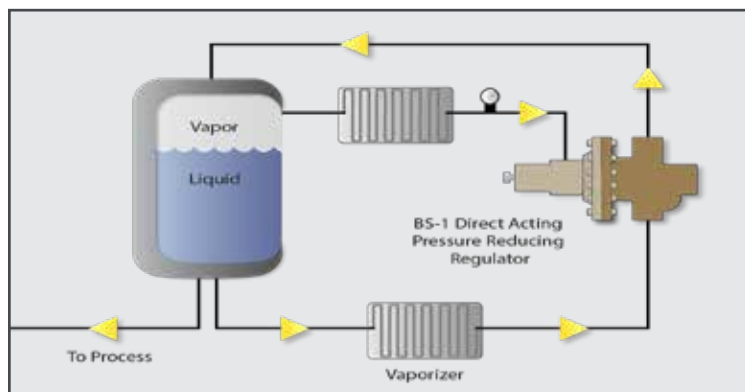 Vapor
Liquid
BS-1 Direct Acting
Pressure Reducing
Regulator
To Process
Vaporizer